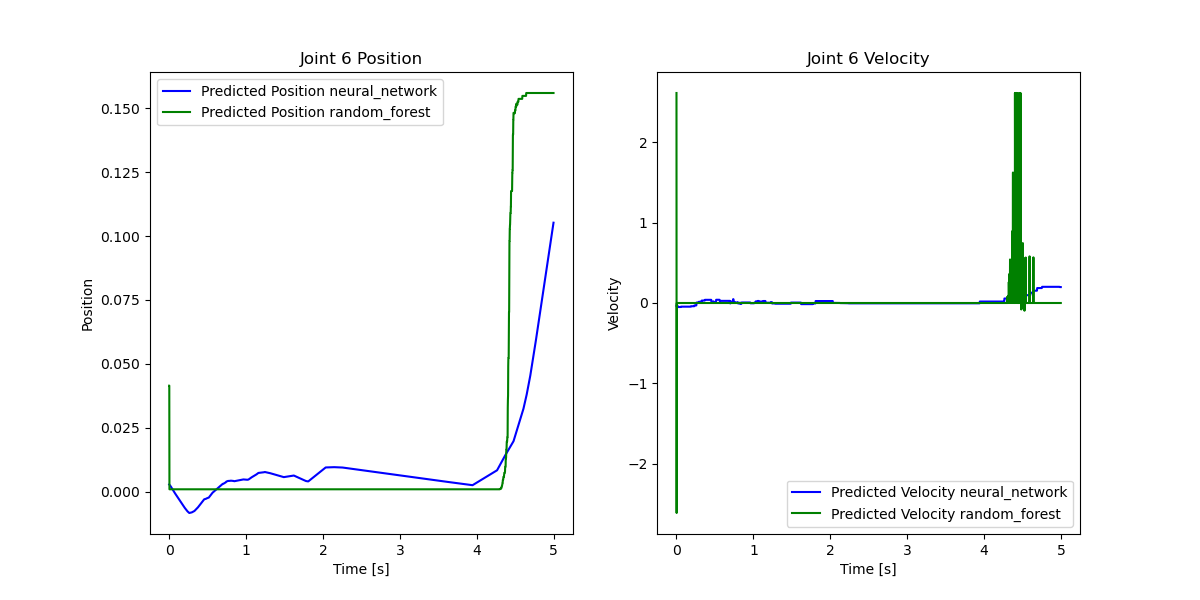 Joint 6 Position
Predicted Position neural_network
Predicted Position random_forest
0.150
0.125
0.100
0.075
0.050
0.025
0.000
Position
0 1 2 3 4 5
Time [s]
Joint 6 Velocity
2
1
0
−1
−2
Velocity
Predicted Velocity neural_network
Predicted Velocity random_forest
0 1 2 3 4 5
Time [s]